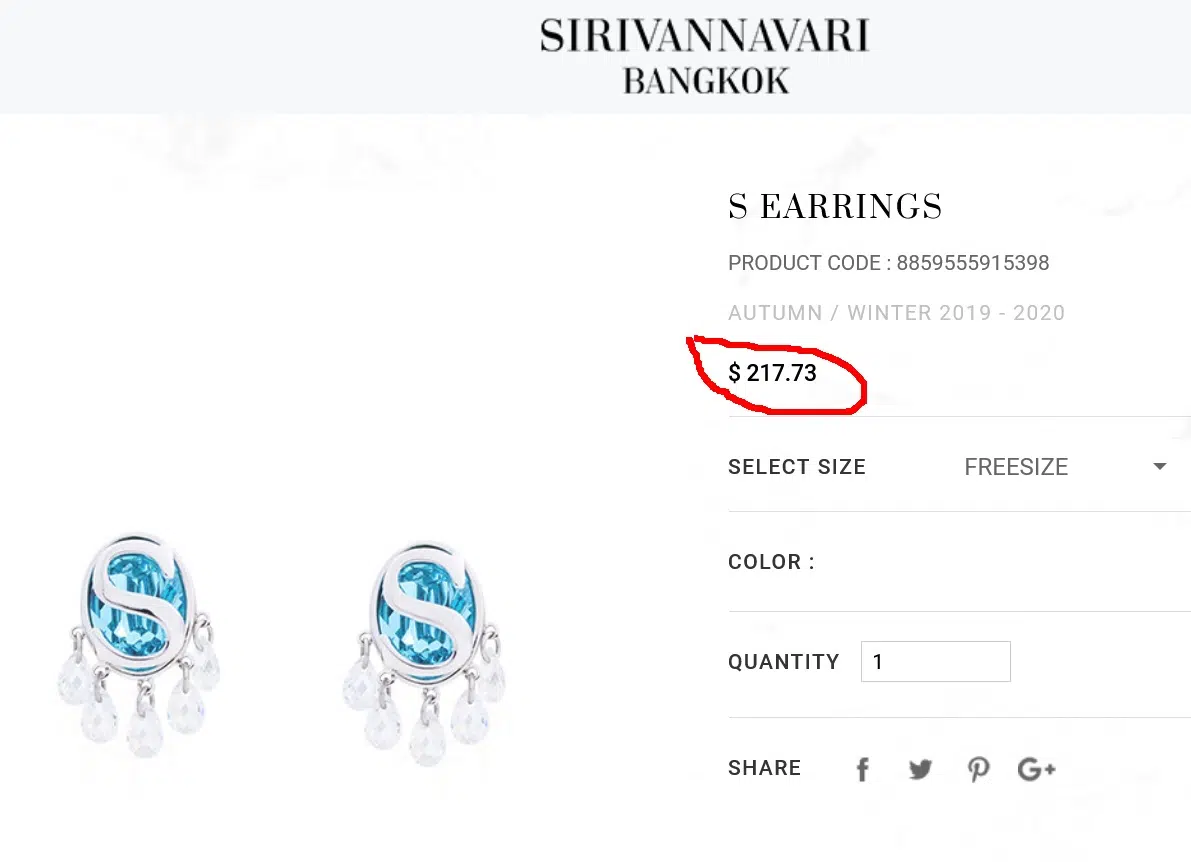 SIRIVANNAVARI
BANGKOK
S EARRINGS
PRODUCT CODE : 8859555915398
AUTUMN / WINTER 2019 - 2020
$ 217.73
SELECT SIZE FREESIZE
COLOR :
QUANTITY 1
SHARE f G+
S S